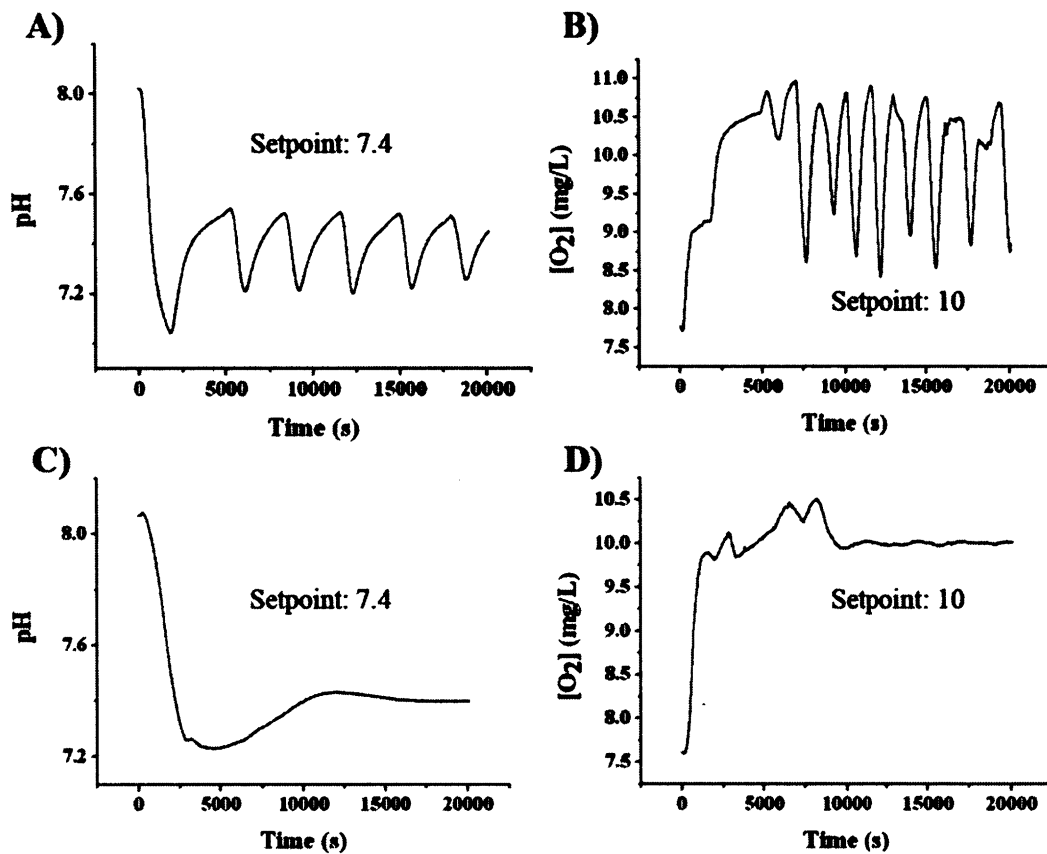 A)
pH
8.0
7.6
7.2
Setpoint: 7.4
0 5000 10000 15000 20000
Time (s)
B)
[O2] (mg/L)
11.0
10.5
10.0
9.5
9.0
8.5
8.0
7.5
Setpoint: 10
0 5000 10000 15000 20000
Time (s)
C)
pH
8.0
7.6
7.2
Setpoint: 7.4
0 5000 10000 15000 20000
Time (s)
D)
[O2] (mg/L)
10.5
10.0
9.5
9.0
8.5
8.0
7.5
Setpoint: 10
0 5000 10000 15000 20000
Time (s)